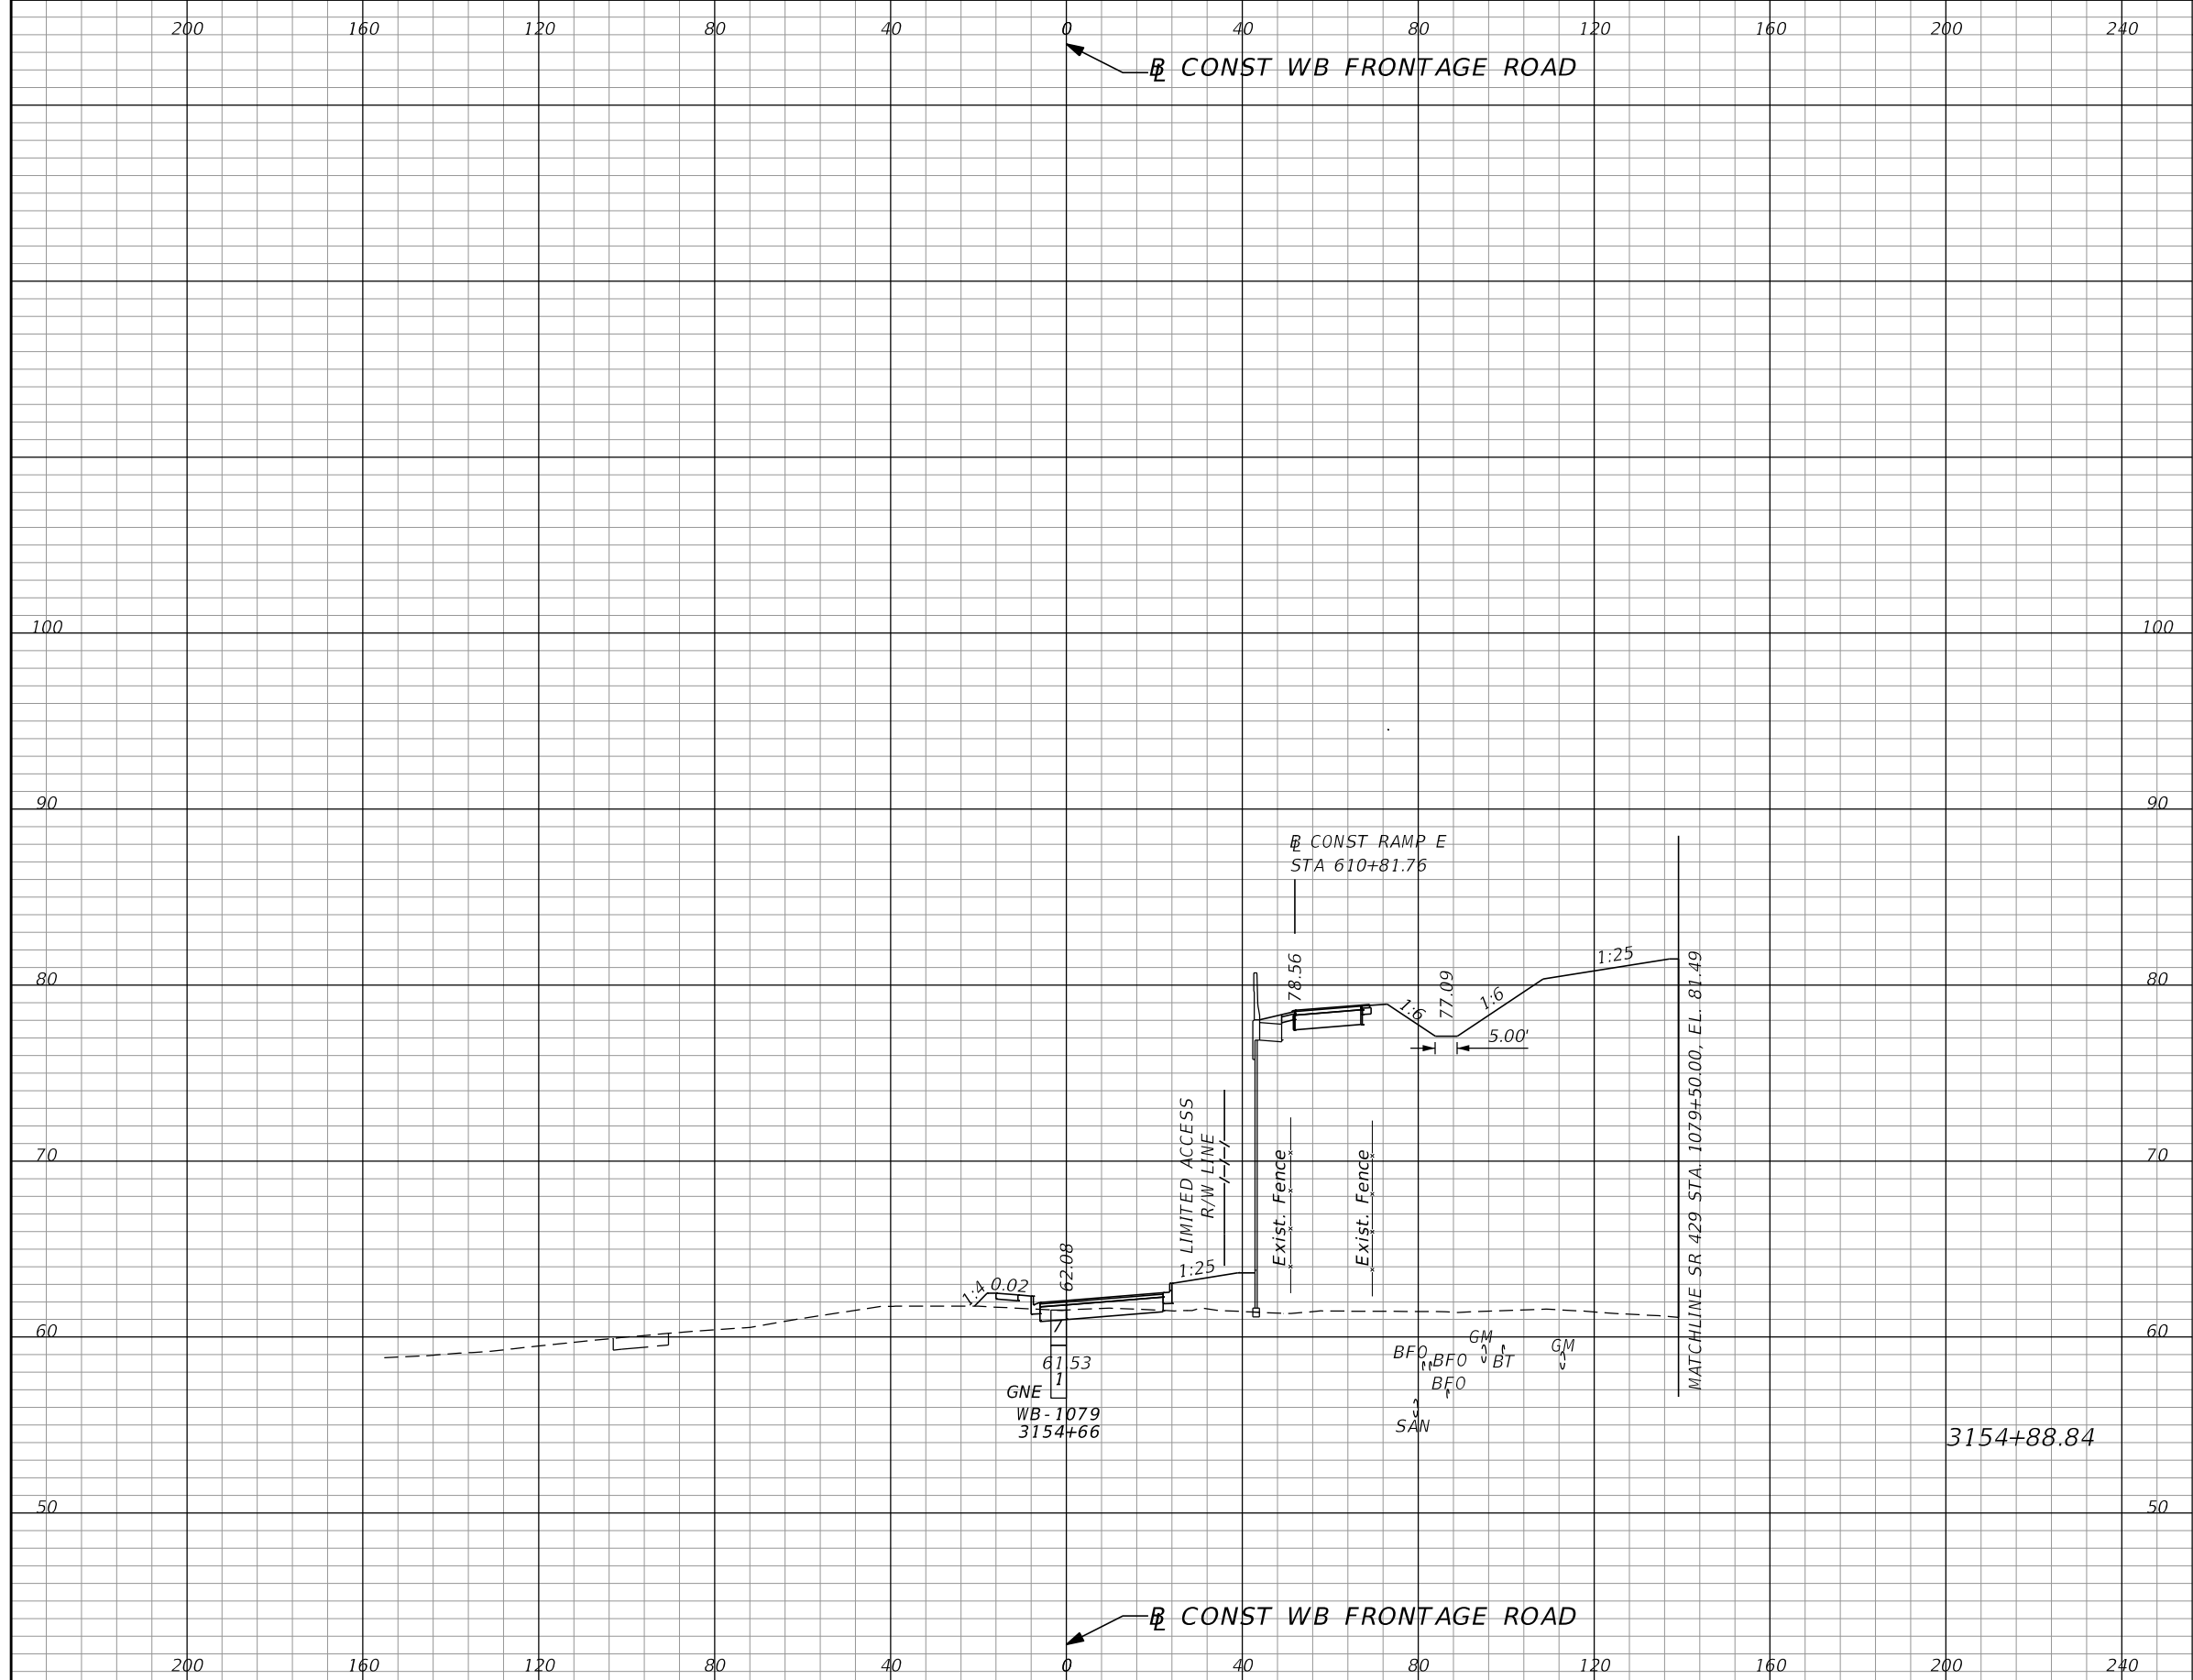 200 160 120 80 40 0 40 80 120 160 200 240
BL CONST WB FRONTAGE ROAD
100 100
90 90
BL CONST RAMP E
STA 610+81.76
80 80
78.56
1:6
77.09
1:6
1:25
5.00'
MATCHLINE SR 429 STA. 1079+50.00, EL. 81.49
70 70
LIMITED ACCESS
R/W LINE
Exist. Fence
Exist. Fence
1:4
0.02
62.08
1:25
60 60
7
61.53
1
GNE
WB-1079
3154+66
BFO
BFO
BFO
GM
BT
GM
SAN
3154+88.84
50 50
BL CONST WB FRONTAGE ROAD
200 160 120 80 40 0 40 80 120 160 200 240